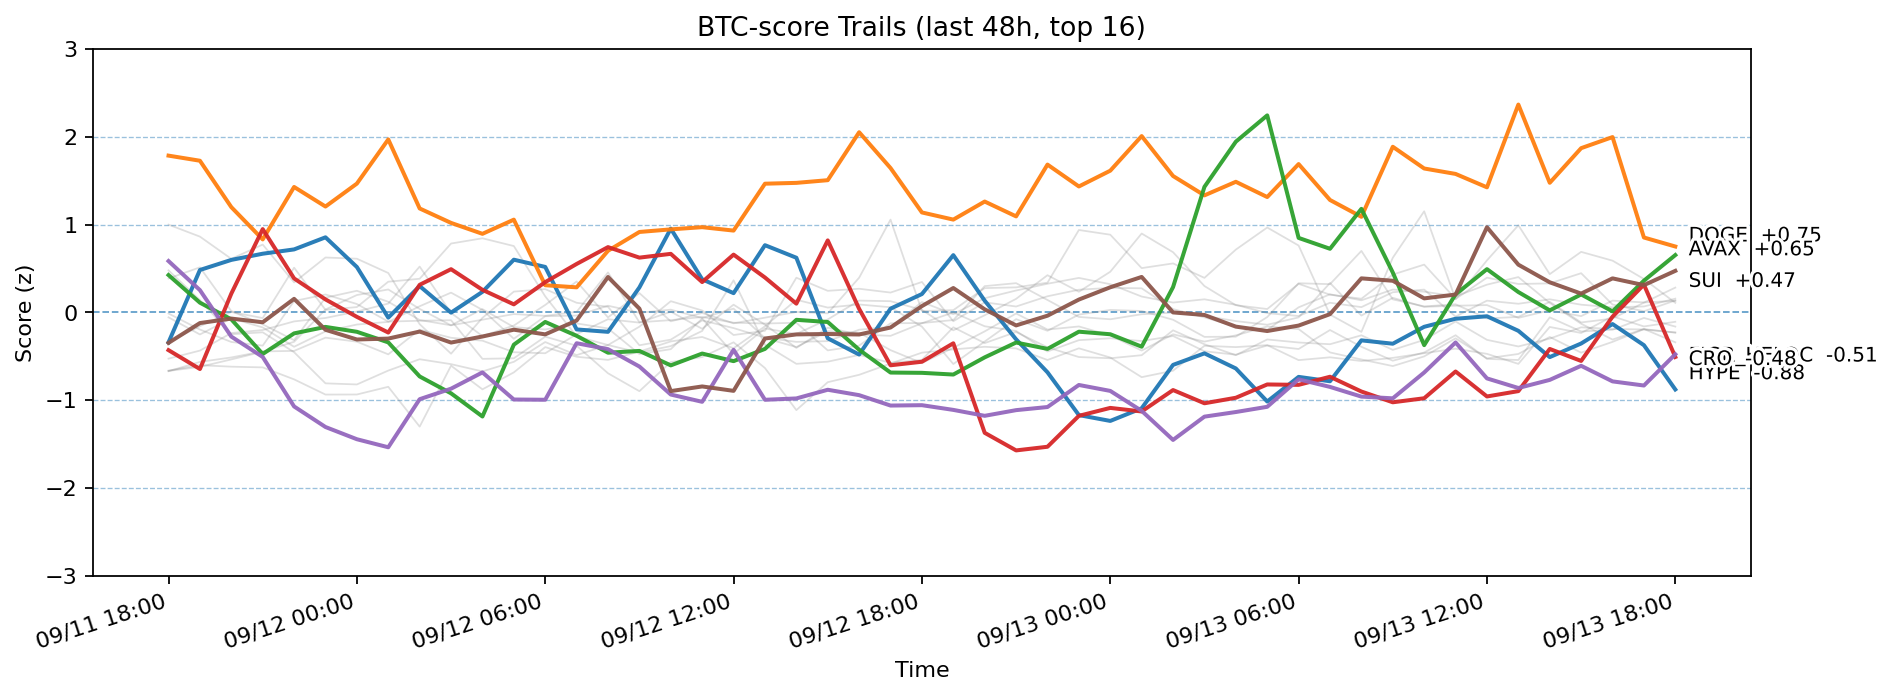 BTC-score Trails (last 48h, top 16)
Score (z)
3
2
1
0
−1
−2
−3
DOGE +0.75
AVAX +0.65
SUI +0.47
-0.51
CRO -0.48
HYPE -0.88
09/11 18:00
09/12 00:00
09/12 06:00
09/12 12:00
09/12 18:00
09/13 00:00
09/13 06:00
09/13 12:00
09/13 18:00
Time